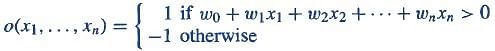 o(x₁, . . . , xₙ) = { 1 if w₀ + w₁x₁ + w₂x₂ + · · · + wₙxₙ > 0
−1 otherwise